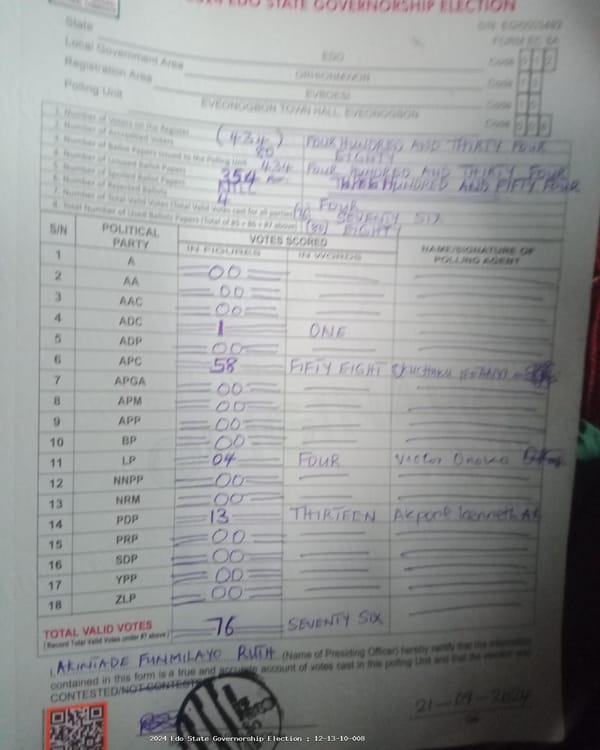 2024 EDO STATE GOVERNORSHIP ELECTION
State EDO Code 12
Local Government Area ORHIONMWON Code
Registration Area EVBOESI Code
Polling Unit EVBONOGBON TOWN HALL, EVBONOGBON Code
1. Number of Voters on the Register (434) FOUR HUNDRED AND THIRTY FOUR
2. Number of Accredited Voters 80 EIGHTY
3. Number of Ballot Papers Issued to the Polling Unit 434 FOUR HUNDRED AND THIRTY FOUR
4. Number of Unused Ballot Papers 354 THREE HUNDRED AND FIFTY FOUR
5. Number of Spoiled Ballot Papers
6. Number of Rejected Ballots 4 FOUR
7. Number of Total Valid Votes (Total Valid Votes cast for all parties) 76 SEVENTY SIX
8. Total Number of Used Ballots Papers (Total of #5 + #6 + #7 above) (80) EIGHTY
S/N POLITICAL PARTY VOTES SCORED NAME/SIGNATURE OF POLLING AGENT
IN FIGURES IN WORDS
1 A 00
2 AA 00
3 AAC 00
4 ADC 1 ONE
5 ADP 00
6 APC 58 FIFTY EIGHT
7 APGA 00
8 APM 00
9 APP 00
10 BP 00
11 LP 04 FOUR Victor
12 NNPP 00
13 NRM 00
14 PDP 13 THIRTEEN Akpore Kenneth
15 PRP 00
16 SDP 00
17 YPP 00
18 ZLP 00
TOTAL VALID VOTES 76 SEVENTY SIX
(Record Total Valid Votes under #7 above)
I, AKINTADE FUNMILAYO RUTH (Name of Presiding Officer) hereby certify that the information
contained in this form is a true and accurate account of votes cast in this polling Unit and that the election was
CONTESTED/NOT CONTESTED
21-09-2024
2024 Edo State Governorship Election : 12-13-10-008